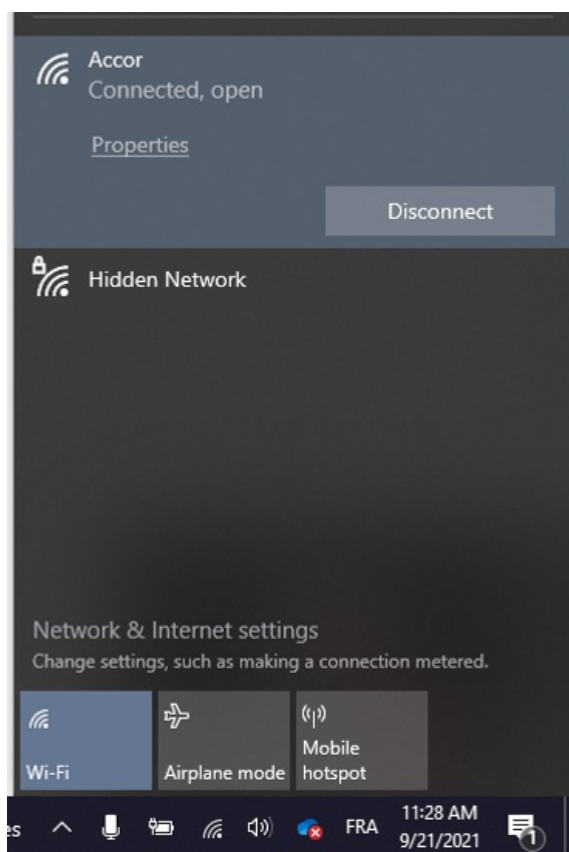 Accor
Connected, open
Properties
Disconnect
Hidden Network
Network & Internet settings
Change settings, such as making a connection metered.
Wi-Fi
Airplane mode
Mobile
hotspot
es
FRA
11:28 AM
9/21/2021
1